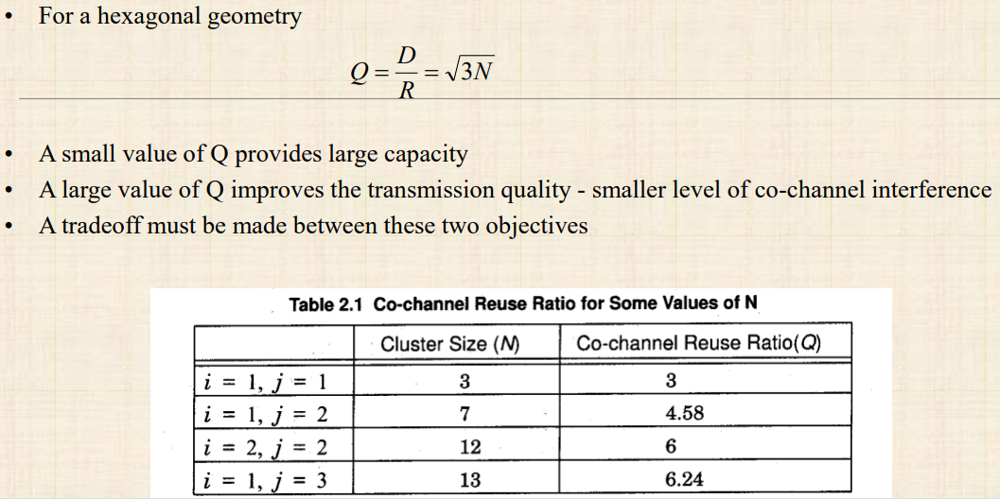 • For a hexagonal geometry
Q = D/R = √3N
• A small value of Q provides large capacity
• A large value of Q improves the transmission quality - smaller level of co-channel interference
• A tradeoff must be made between these two objectives
Table 2.1 Co-channel Reuse Ratio for Some Values of N
Cluster Size (N) Co-channel Reuse Ratio(Q)
i = 1, j = 1 3 3
i = 1, j = 2 7 4.58
i = 2, j = 2 12 6
i = 1, j = 3 13 6.24